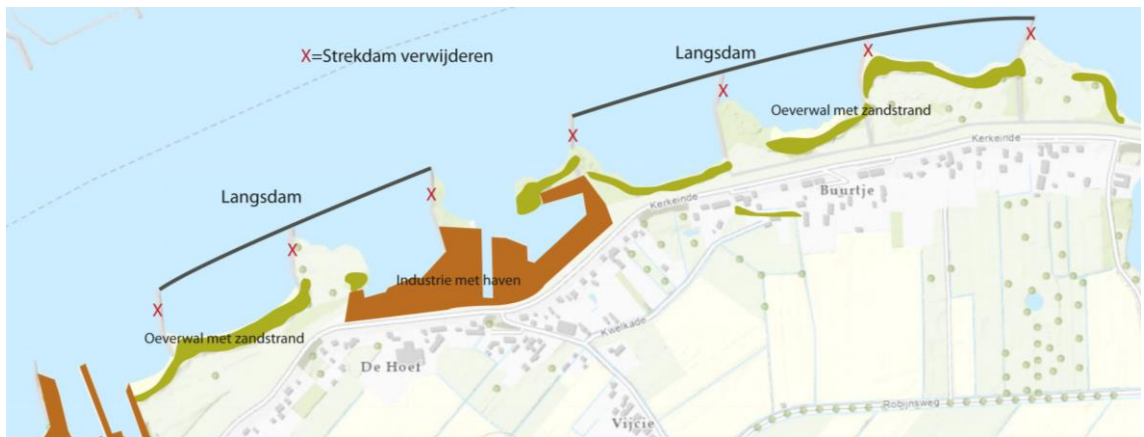 X=Strekdam verwijderen
Langsdam
Oeverwal met zandstrand
Kerkeinde
Kerkeinde
Buurtje
Langsdam
Industrie met haven
Oeverwal met zandstrand
De Hoef
Kwelkade
Vijcie
Robijnsweg